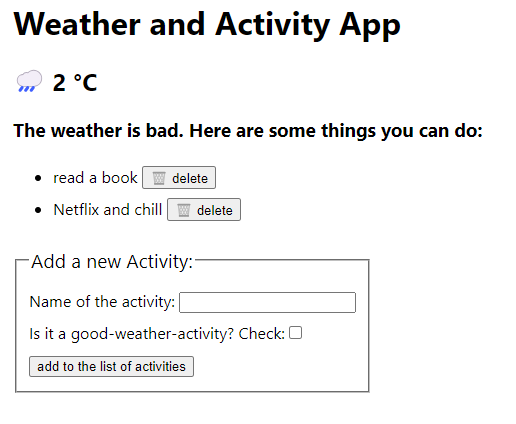 Weather and Activity App
🌧️ 2 °C
The weather is bad. Here are some things you can do:
• read a book 🗑️ delete
• Netflix and chill 🗑️ delete
Add a new Activity:
Name of the activity:
Is it a good-weather-activity? Check:
add to the list of activities